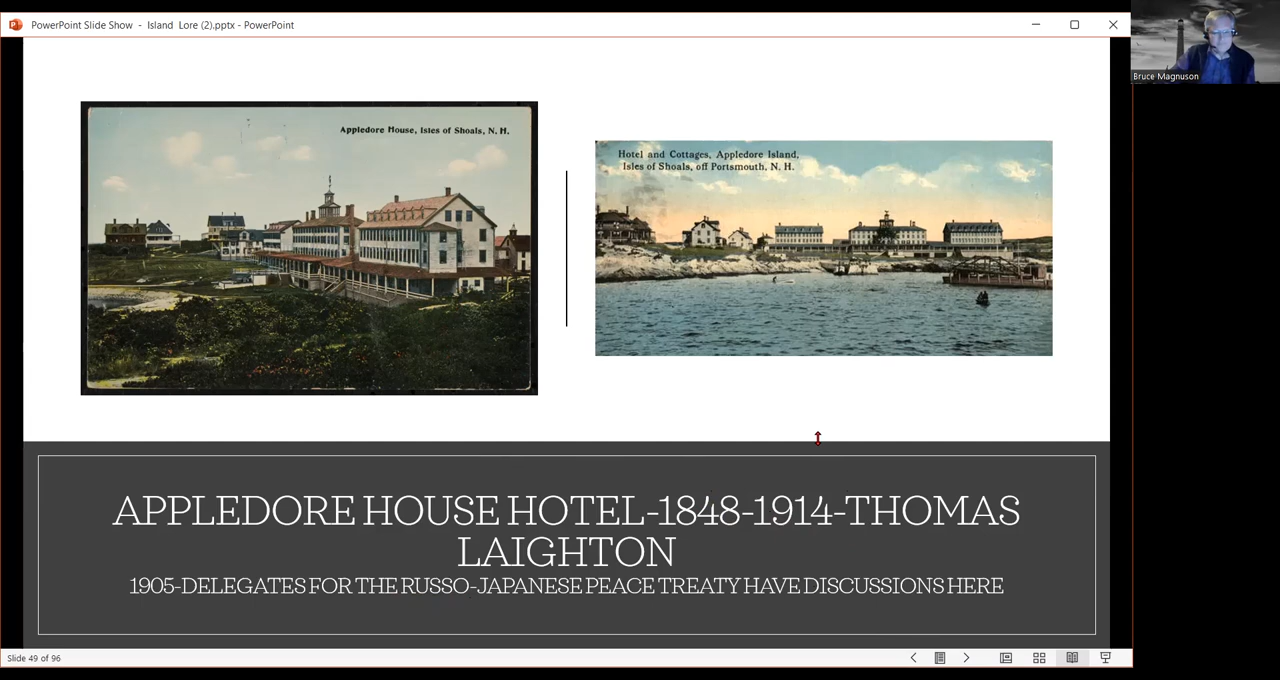 PowerPoint Slide Show - Island Lore (2).pptx - PowerPoint
Bruce Magnuson
Appledore House, Isles of Shoals, N. H.
Hotel and Cottages, Appledore Island,
Isles of Shoals, off Portsmouth, N. H.
APPLEDORE HOUSE HOTEL-1848-1914-THOMAS
LAIGHTON
1905-DELEGATES FOR THE RUSSO-JAPANESE PEACE TREATY HAVE DISCUSSIONS HERE
Slide 49 of 96